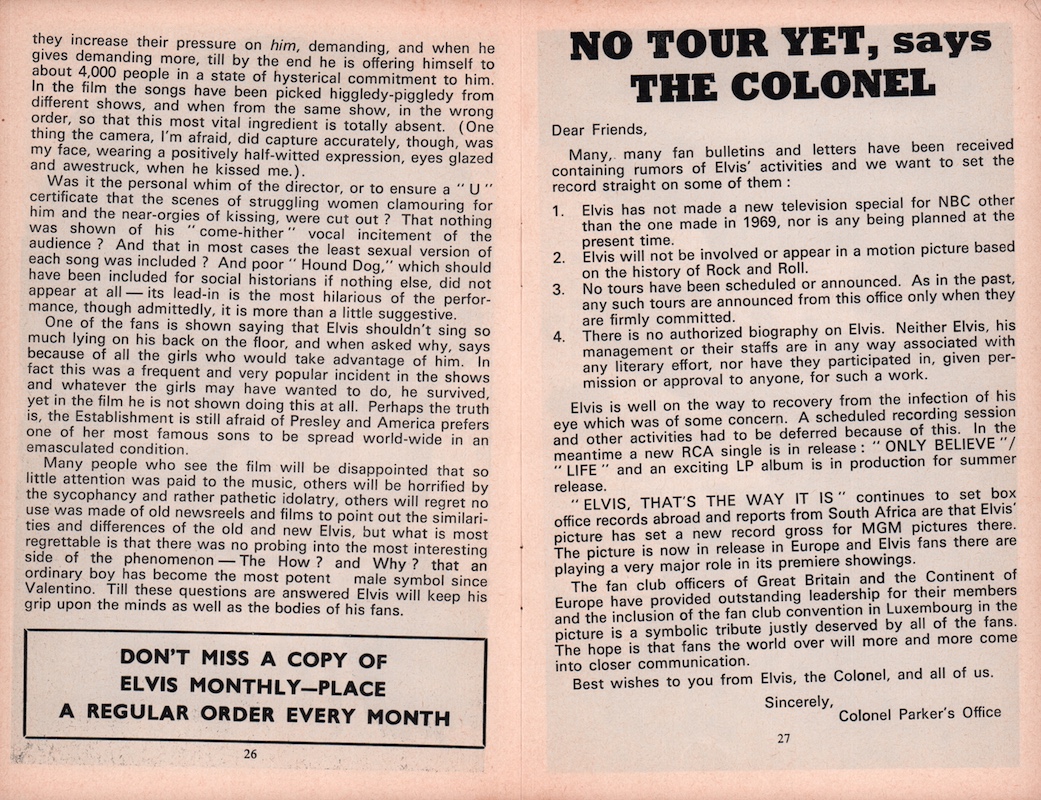 they increase their pressure on him, demanding, and when he
gives demanding more, till by the end he is offering himself to
about 4,000 people in a state of hysterical commitment to him.
In the film the songs have been picked higgledy-piggledy from
different shows, and when from the same show, in the wrong
order, so that this most vital ingredient is totally absent. (One
thing the camera, I'm afraid, did capture accurately, though, was
my face, wearing a positively half-witted expression, eyes glazed
and awestruck, when he kissed me.).
Was it the personal whim of the director, or to ensure a " U "
certificate that the scenes of struggling women clamouring for
him and the near-orgies of kissing, were cut out ? That nothing
was shown of his " come-hither " vocal incitement of the
audience ? And that in most cases the least sexual version of
each song was included ? And poor " Hound Dog," which should
have been included for social historians if nothing else, did not
appear at all — its lead-in is the most hilarious of the perfor-
mance, though admittedly, it is more than a little suggestive.
One of the fans is shown saying that Elvis shouldn't sing so
much lying on his back on the floor, and when asked why, says
because of all the girls who would take advantage of him. In
fact this was a frequent and very popular incident in the shows
and whatever the girls may have wanted to do, he survived,
yet in the film he is not shown doing this at all. Perhaps the truth
is, the Establishment is still afraid of Presley and America prefers
one of her most famous sons to be spread world-wide in an
emasculated condition.
Many people who see the film will be disappointed that so
little attention was paid to the music, others will be horrified by
the sycophancy and rather pathetic idolatry, others will regret no
use was made of old newsreels and films to point out the similari-
ties and differences of the old and new Elvis, but what is most
regrettable is that there was no probing into the most interesting
side of the phenomenon — The How ? and Why ? that an
ordinary boy has become the most potent male symbol since
Valentino. Till these questions are answered Elvis will keep his
grip upon the minds as well as the bodies of his fans.
DON'T MISS A COPY OF
ELVIS MONTHLY—PLACE
A REGULAR ORDER EVERY MONTH
26
NO TOUR YET, says
THE COLONEL
Dear Friends,
Many, many fan bulletins and letters have been received
containing rumors of Elvis' activities and we want to set the
record straight on some of them :
1. Elvis has not made a new television special for NBC other
than the one made in 1969, nor is any being planned at the
present time.
2. Elvis will not be involved or appear in a motion picture based
on the history of Rock and Roll.
3. No tours have been scheduled or announced. As in the past,
any such tours are announced from this office only when they
are firmly committed.
4. There is no authorized biography on Elvis. Neither Elvis, his
management or their staffs are in any way associated with
any literary effort, nor have they participated in, given per-
mission or approval to anyone, for such a work.
Elvis is well on the way to recovery from the infection of his
eye which was of some concern. A scheduled recording session
and other activities had to be deferred because of this. In the
meantime a new RCA single is in release : " ONLY BELIEVE "/
" LIFE " and an exciting LP album is in production for summer
release.
" ELVIS, THAT'S THE WAY IT IS " continues to set box
office records abroad and reports from South Africa are that Elvis'
picture has set a new record gross for MGM pictures there.
The picture is now in release in Europe and Elvis fans there are
playing a very major role in its premiere showings.
The fan club officers of Great Britain and the Continent of
Europe have provided outstanding leadership for their members
and the inclusion of the fan club convention in Luxembourg in the
picture is a symbolic tribute justly deserved by all of the fans.
The hope is that fans the world over will more and more come
into closer communication.
Best wishes to you from Elvis, the Colonel, and all of us.
Sincerely,
Colonel Parker's Office
27